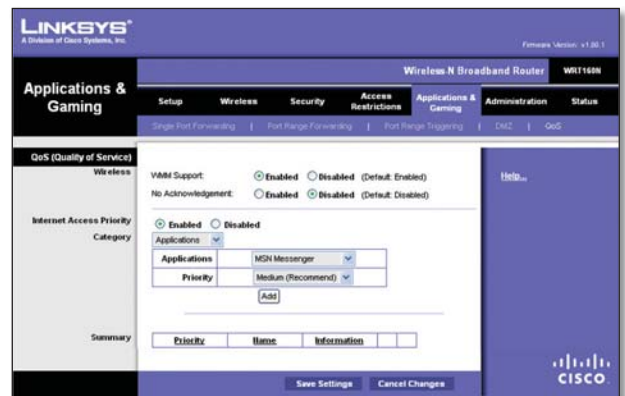 LINKSYS®
A Division of Cisco Systems, Inc.
Firmware Version: v1.00.1
Wireless-N Broadband Router WRT160N
Applications & Gaming
Setup Wireless Security Access Restrictions Applications & Gaming Administration Status
Single Port Forwarding | Port Range Forwarding | Port Range Triggering | DMZ | QoS
QoS (Quality of Service)
Wireless
WMM Support: Enabled Disabled (Default: Enabled)
No Acknowledgement: Enabled Disabled (Default: Disabled)
Help...
Internet Access Priority Enabled Disabled
Category Applications
Applications MSN Messenger
Priority Medium (Recommend)
Add
Summary
Priority Name Information
Save Settings Cancel Changes
CISCO